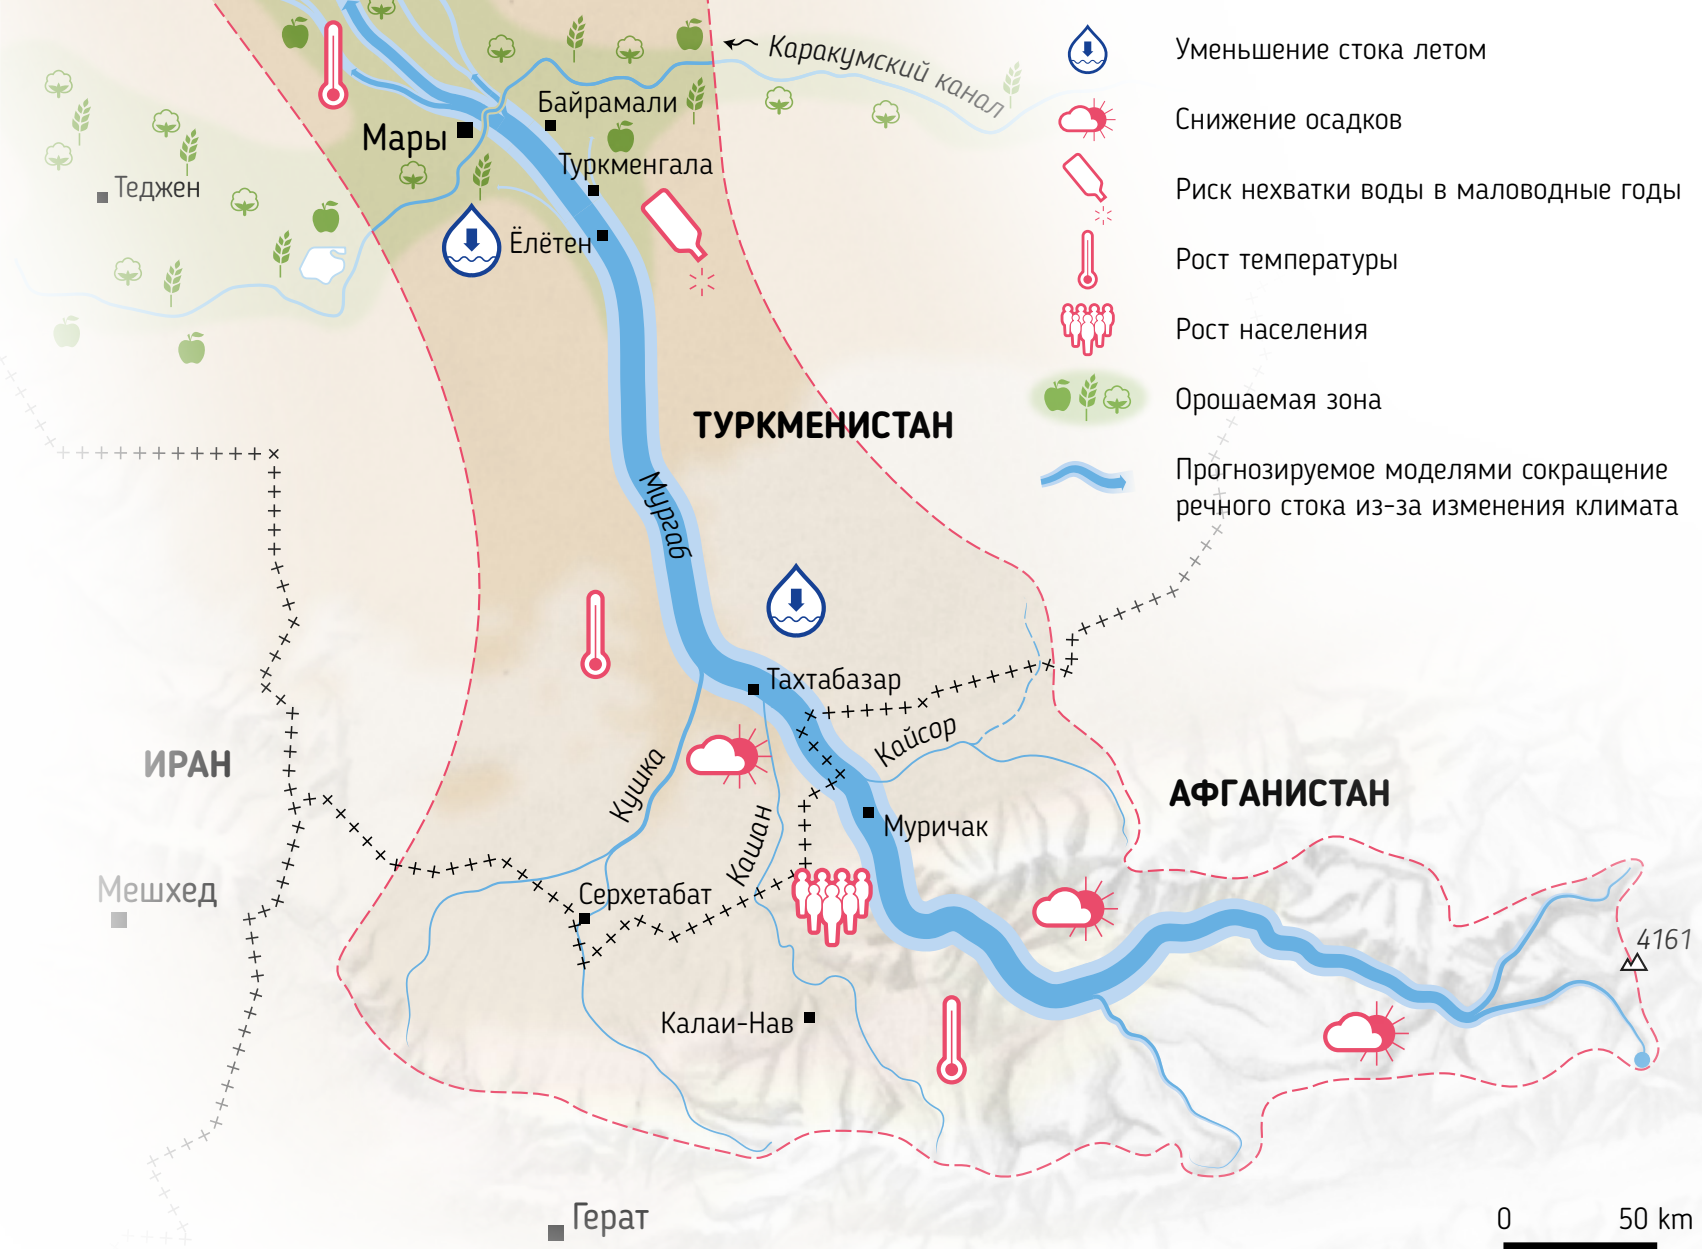 Уменьшение стока летом
Снижение осадков
Риск нехватки воды в маловодные годы
Рост температуры
Рост населения
Орошаемая зона
Прогнозируемое моделями сокращение
речного стока из-за изменения климата
Каракумский канал
Байрамали
Мары
Туркменгала
Теджен
Ёлётен
ТУРКМЕНИСТАН
Мургаб
Тахтабазар
Кайсор
ИРАН
Кушка
АФГАНИСТАН
Кашан
Муричак
Мешхед
Серхетабат
4161
Калаи-Нав
Герат
0 50 km